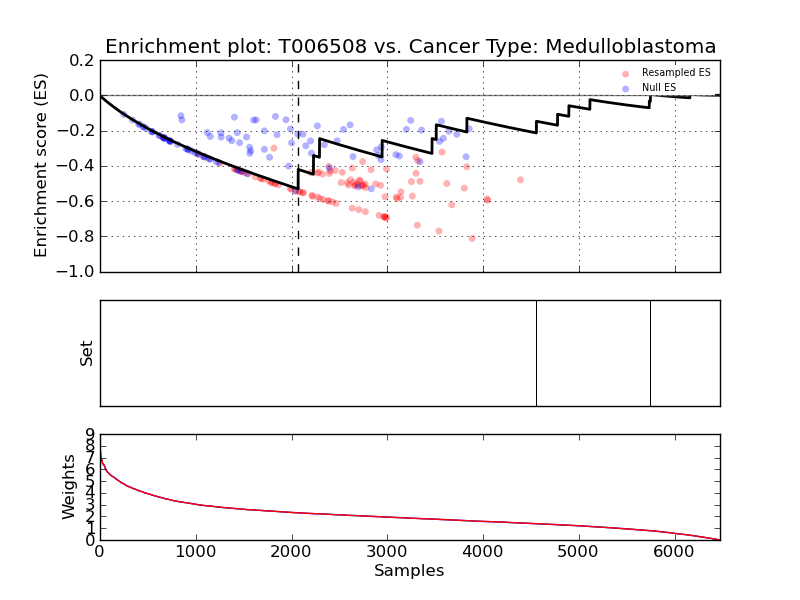 Enrichment plot: T006508 vs. Cancer Type: Medulloblastoma
Enrichment score (ES)
0.2
0.0
−0.2
−0.4
−0.6
−0.8
−1.0
Resampled ES
Null ES
Set
Weights
9
8
7
6
5
4
3
2
1
0
0 1000 2000 3000 4000 5000 6000
Samples